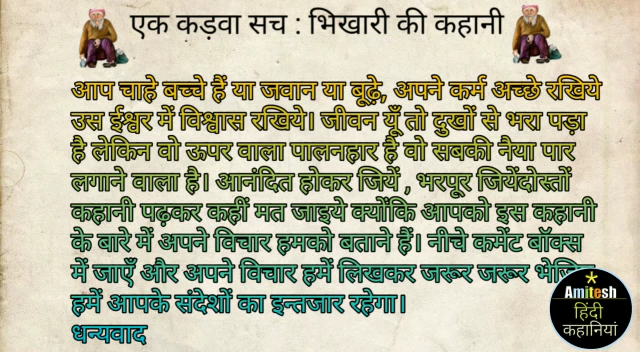 एक कड़वा सच : भिखारी की कहानी
आप चाहे बच्चे हैं या जवान या बूढ़े, अपने कर्म अच्छे रखिये
उस ईश्वर में विश्वास रखिये। जीवन यूँ तो दुखों से भरा पड़ा
है लेकिन वो ऊपर वाला पालनहार है वो सबकी नैया पार
लगाने वाला है। आनंदित होकर जियें , भरपूर जियेंदोस्तों
कहानी पढ़कर कहीं मत जाइये क्योंकि आपको इस कहानी
के बारे में अपने विचार हमको बताने हैं। नीचे कमेंट बॉक्स
में जाएँ और अपने विचार हमें लिखकर जरूर जरूर
हमें आपके संदेशों का इन्तजार रहेगा।
धन्यवाद
Amitesh
हिंदी
कहानियां